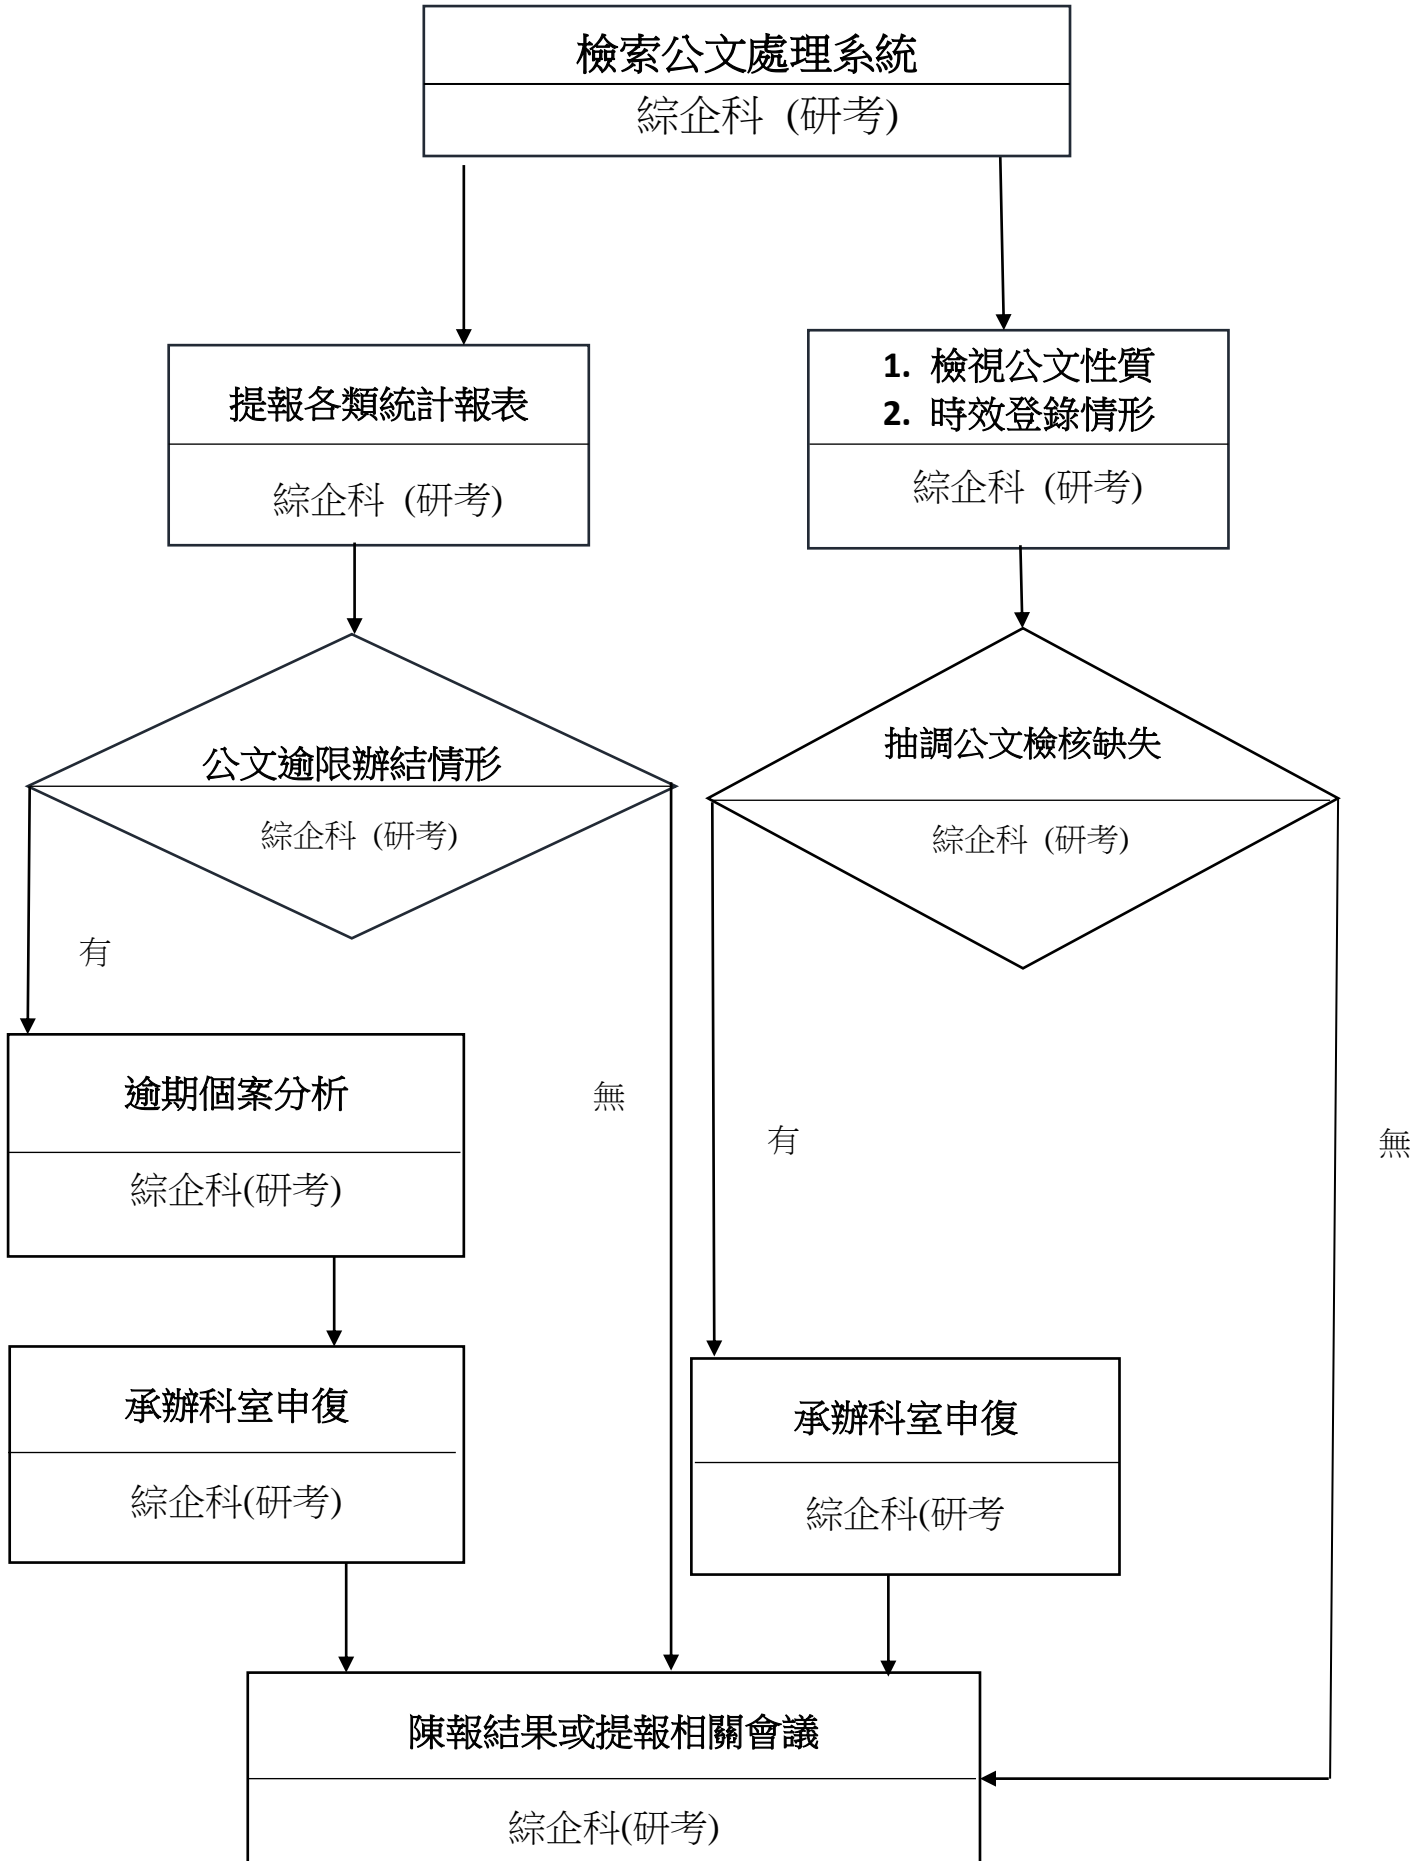 檢索公文處理系統
綜企科 (研考)
提報各類統計報表
綜企科 (研考)
1. 檢視公文性質
2. 時效登錄情形
綜企科 (研考)
公文逾限辦結情形
綜企科 (研考)
抽調公文檢核缺失
綜企科 (研考)
有
無
有
無
逾期個案分析
綜企科(研考)
承辦科室申復
綜企科(研考)
承辦科室申復
綜企科(研考
陳報結果或提報相關會議
綜企科(研考)